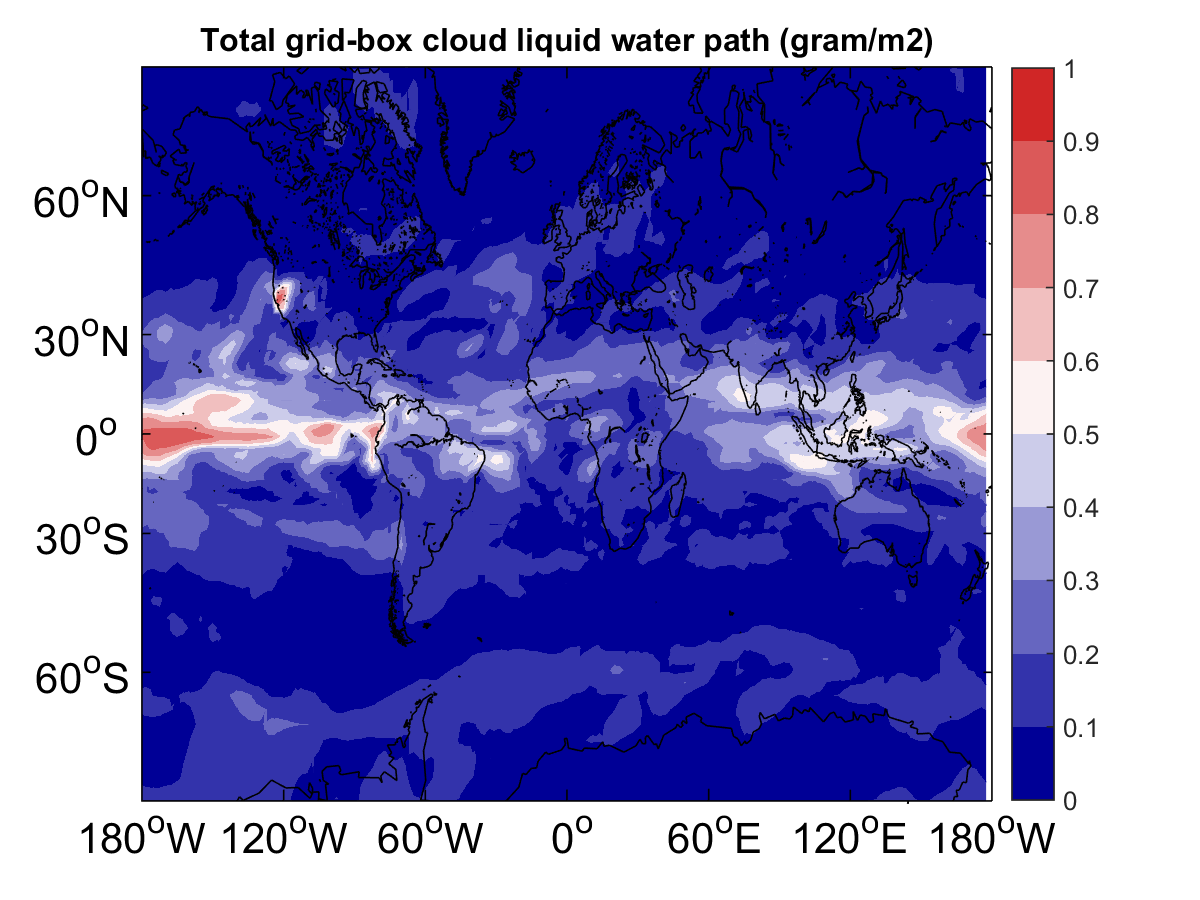 Total grid-box cloud liquid water path (gram/m2)
60oN
30oN
0o
30oS
60oS
180oW 120oW 60oW 0o 60oE 120oE 180oW
1
0.9
0.8
0.7
0.6
0.5
0.4
0.3
0.2
0.1
0